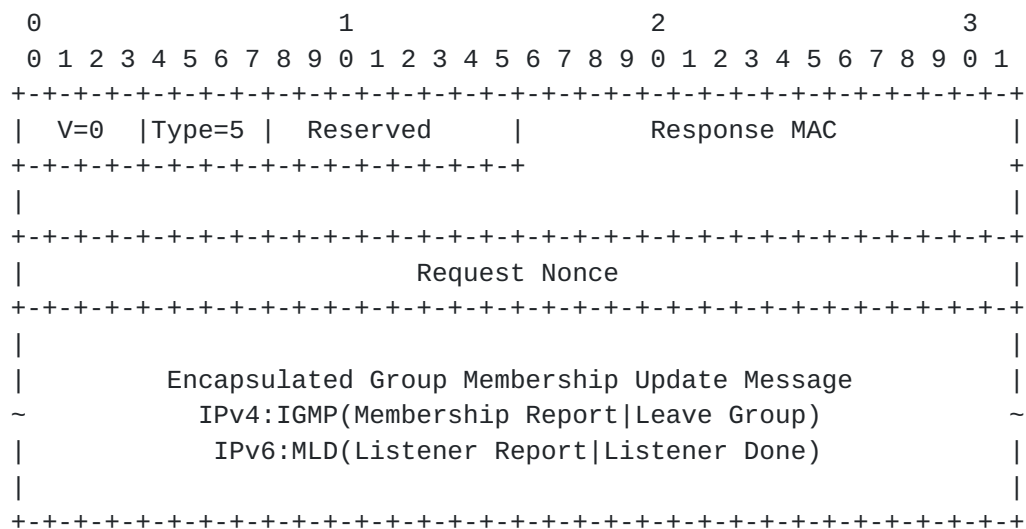 0                   1                   2                   3
 0 1 2 3 4 5 6 7 8 9 0 1 2 3 4 5 6 7 8 9 0 1 2 3 4 5 6 7 8 9 0 1
+-+-+-+-+-+-+-+-+-+-+-+-+-+-+-+-+-+-+-+-+-+-+-+-+-+-+-+-+-+-+-+-+
|  V=0  |Type=5 |  Reserved     |        Response MAC           |
+-+-+-+-+-+-+-+-+-+-+-+-+-+-+-+-+                               +
|                                                               |
+-+-+-+-+-+-+-+-+-+-+-+-+-+-+-+-+-+-+-+-+-+-+-+-+-+-+-+-+-+-+-+-+
|                         Request Nonce                         |
+-+-+-+-+-+-+-+-+-+-+-+-+-+-+-+-+-+-+-+-+-+-+-+-+-+-+-+-+-+-+-+-+
|                                                               |
|         Encapsulated Group Membership Update Message          |
~           IPv4:IGMP(Membership Report|Leave Group)            ~
|            IPv6:MLD(Listener Report|Listener Done)            |
|                                                               |
+-+-+-+-+-+-+-+-+-+-+-+-+-+-+-+-+-+-+-+-+-+-+-+-+-+-+-+-+-+-+-+-+